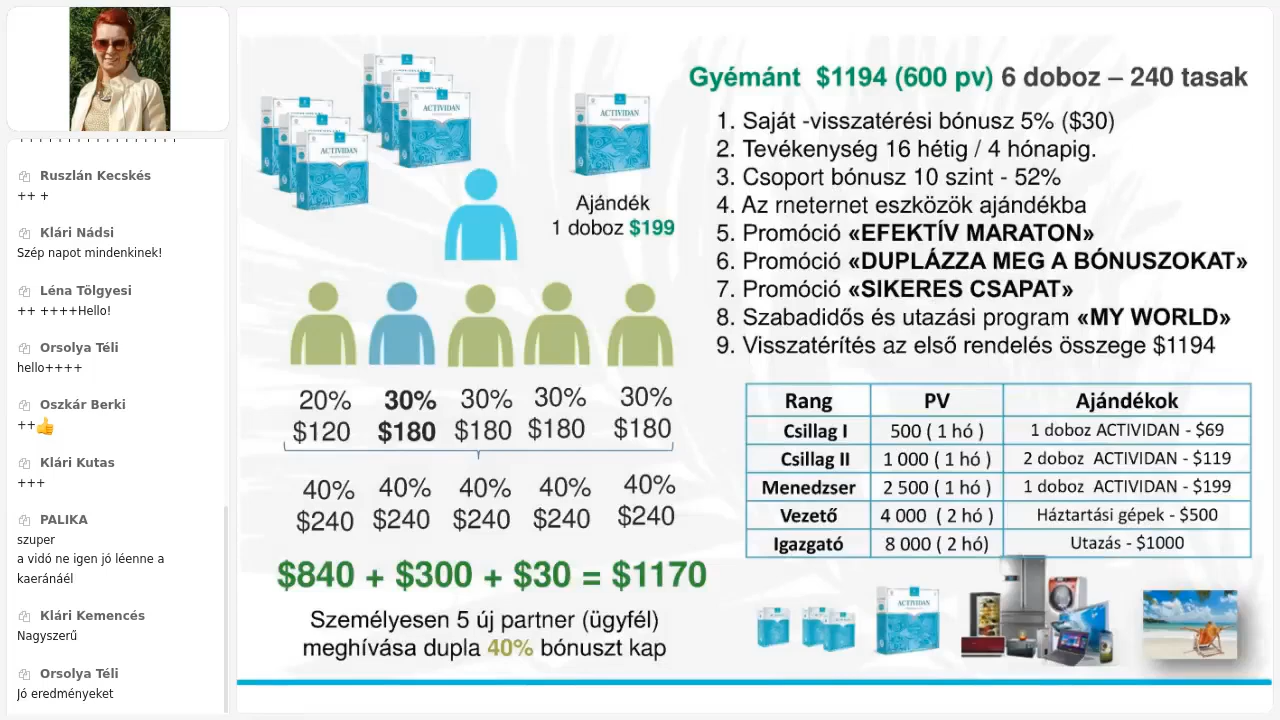 Ruszlán Kecskés
++ +
Klári Nádsi
Szép napot mindenkinek!
Léna Tölgyesi
++ ++++Hello!
Orsolya Téli
hello++++
Oszkár Berki
++👍
Klári Kutas
+++
PALIKA
szuper
a vidó ne igen jó léenne a
kaeránáél
Klári Kemencés
Nagyszerű
Orsolya Téli
Jó eredményeket
ACTIVIDAN
ACTIVIDAN
ACTIVIDAN
Ajándék
1 doboz $199
20% 30% 30% 30% 30%
$120 $180 $180 $180 $180
40% 40% 40% 40% 40%
$240 $240 $240 $240 $240
$840 + $300 + $30 = $1170
Személyesen 5 új partner (ügyfél)
meghívása dupla 40% bónuszt kap
Gyémánt $1194 (600 pv) 6 doboz – 240 tasak
1. Saját -visszatérési bónusz 5% ($30)
2. Tevékenység 16 hétig / 4 hónapig.
3. Csoport bónusz 10 szint - 52%
4. Az rneternet eszközök ajándékba
5. Promóció «EFEKTÍV MARATON»
6. Promóció «DUPLÁZZA MEG A BÓNUSZOKAT»
7. Promóció «SIKERES CSAPAT»
8. Szabadidős és utazási program «MY WORLD»
9. Visszatérítés az első rendelés összege $1194
Rang PV Ajándékok
Csillag I 500 ( 1 hó ) 1 doboz ACTIVIDAN - $69
Csillag II 1 000 ( 1 hó ) 2 doboz ACTIVIDAN - $119
Menedzser 2 500 ( 1 hó ) 1 doboz ACTIVIDAN - $199
Vezető 4 000 ( 2 hó ) Háztartási gépek - $500
Igazgató 8 000 ( 2 hó) Utazás - $1000
ACTIVIDAN